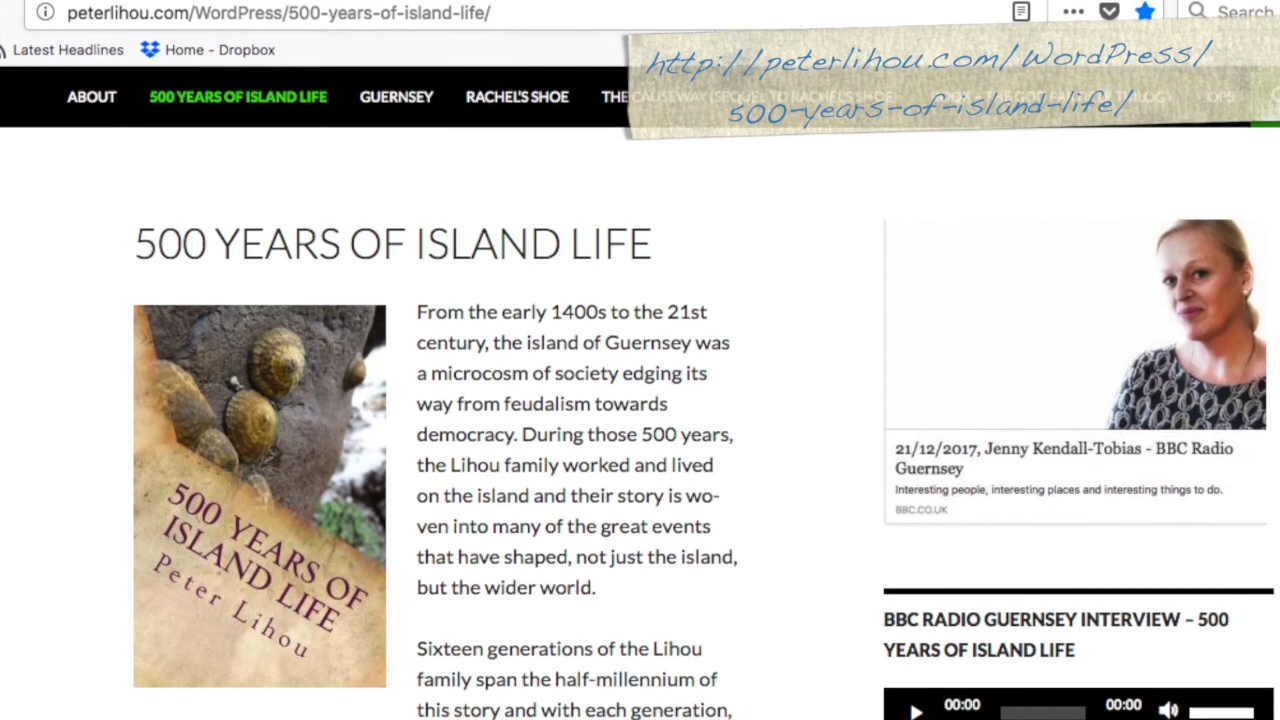 peterlihou.com/WordPress/500-years-of-island-life/
Search
Latest Headlines
Home - Dropbox
http://peterlihou.com/WordPress/
500-years-of-island-life/
ABOUT
500 YEARS OF ISLAND LIFE
GUERNSEY
RACHEL'S SHOE
THE CAUSEWAY (SEQUEL TO RACHEL'S SHOE)
TRILOGY
OPS
500 YEARS OF ISLAND LIFE
From the early 1400s to the 21st
century, the island of Guernsey was
a microcosm of society edging its
way from feudalism towards
democracy. During those 500 years,
the Lihou family worked and lived
on the island and their story is wo-
ven into many of the great events
that have shaped, not just the island,
but the wider world.
Sixteen generations of the Lihou
family span the half-millennium of
this story and with each generation,
500 YEARS OF
ISLAND LIFE
Peter Lihou
21/12/2017, Jenny Kendall-Tobias - BBC Radio
Guernsey
Interesting people, interesting places and interesting things to do.
BBC.CO.UK
BBC RADIO GUERNSEY INTERVIEW – 500
YEARS OF ISLAND LIFE
00:00
00:00